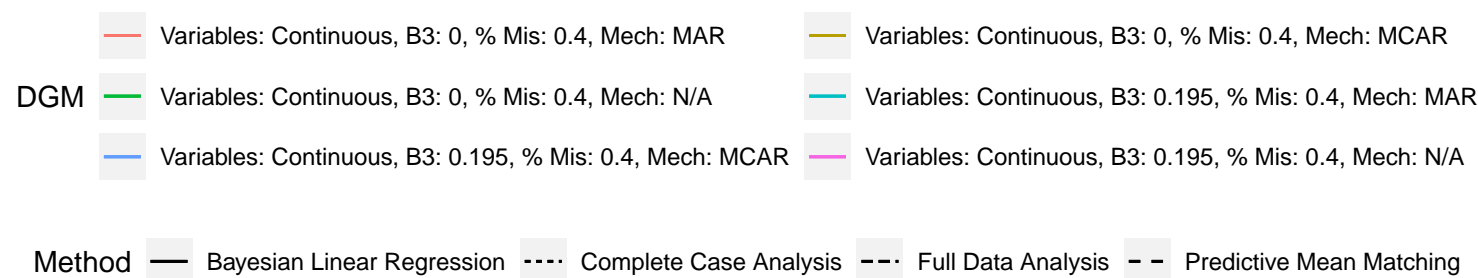 Variables: Continuous, B3: 0, % Mis: 0.4, Mech: MAR Variables: Continuous, B3: 0, % Mis: 0.4, Mech: MCAR
DGM Variables: Continuous, B3: 0, % Mis: 0.4, Mech: N/A Variables: Continuous, B3: 0.195, % Mis: 0.4, Mech: MAR
Variables: Continuous, B3: 0.195, % Mis: 0.4, Mech: MCAR Variables: Continuous, B3: 0.195, % Mis: 0.4, Mech: N/A
Method Bayesian Linear Regression Complete Case Analysis Full Data Analysis Predictive Mean Matching